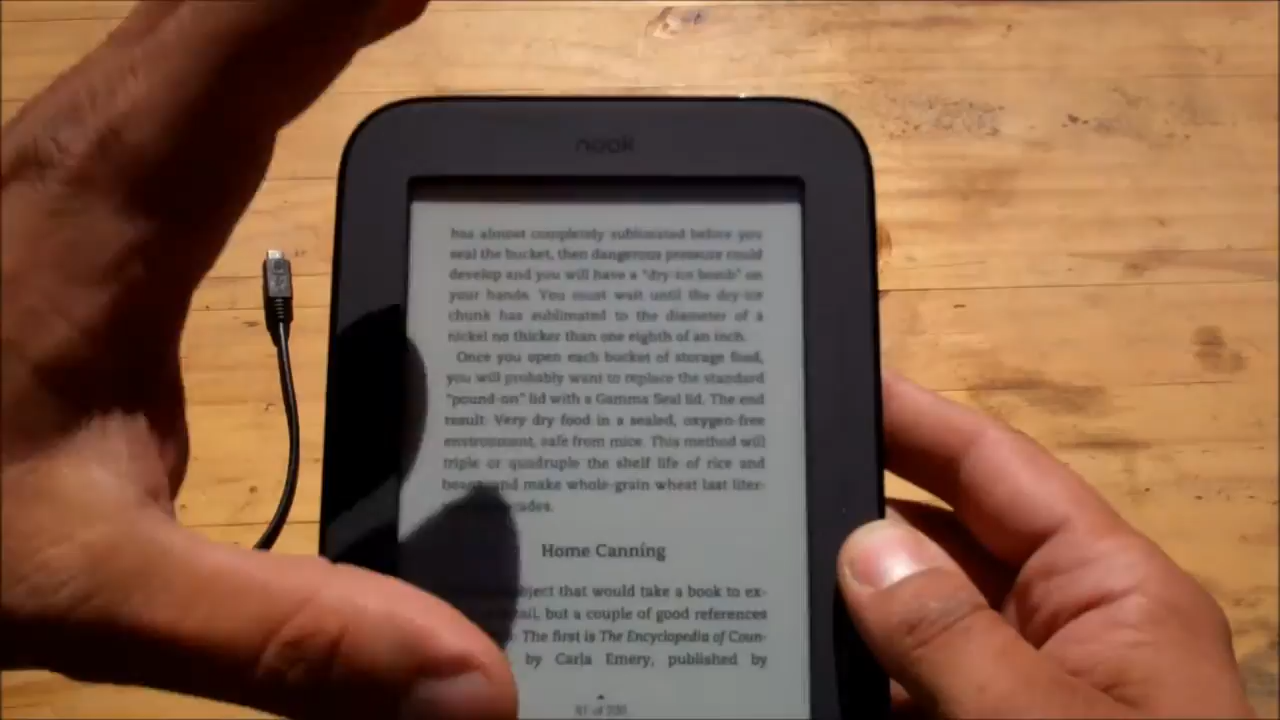 nook
has almost completely sublimated before you
seal the bucket, then dangerous pressure could
develop and you will have a "dry-ice bomb" on
your hands. You must wait until the dry-ice
chunk has sublimated to the diameter of a
nickel no thicker than one eighth of an inch.
Once you open each bucket of storage food,
you will probably want to replace the standard
"pound-on" lid with a Gamma Seal lid. The end
result: Very dry food in a sealed, oxygen-free
environment, safe from mice. This method will
triple or quadruple the shelf life of rice and
beans and make whole-grain wheat last liter-
ades.
Home Canning
bject that would take a book to ex-
ail, but a couple of good references
The first is The Encyclopedia of Coun-
by Carla Emery, published by